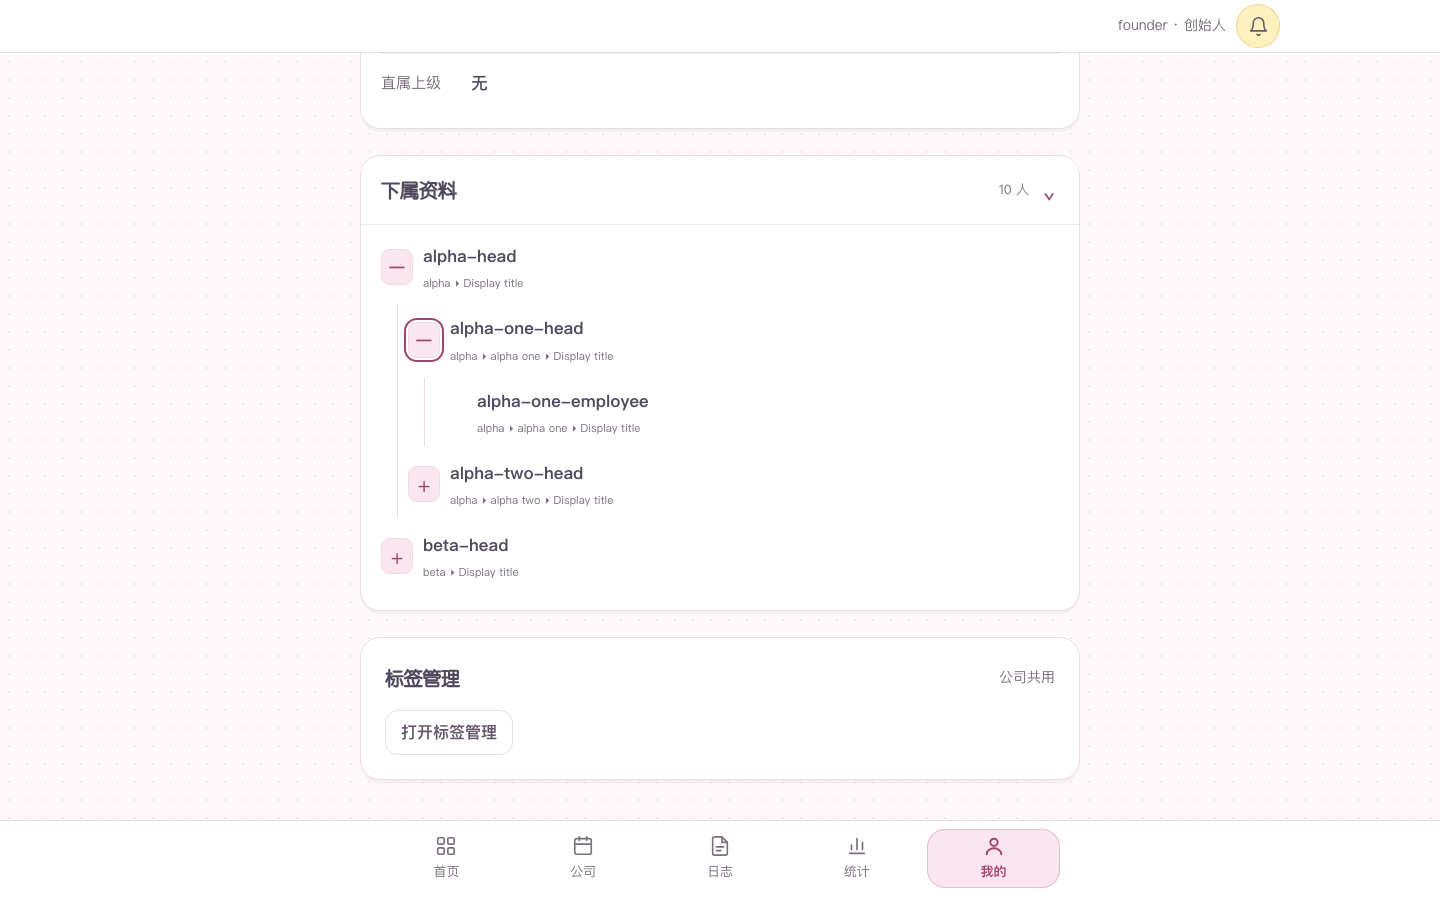 founder · 创始人
直属上级 无
下属资料 10 人
alpha-head
alpha ▸ Display title
alpha-one-head
alpha ▸ alpha one ▸ Display title
alpha-one-employee
alpha ▸ alpha one ▸ Display title
alpha-two-head
alpha ▸ alpha two ▸ Display title
beta-head
beta ▸ Display title
标签管理 公司共用
打开标签管理
首页 公司 日志 统计 我的